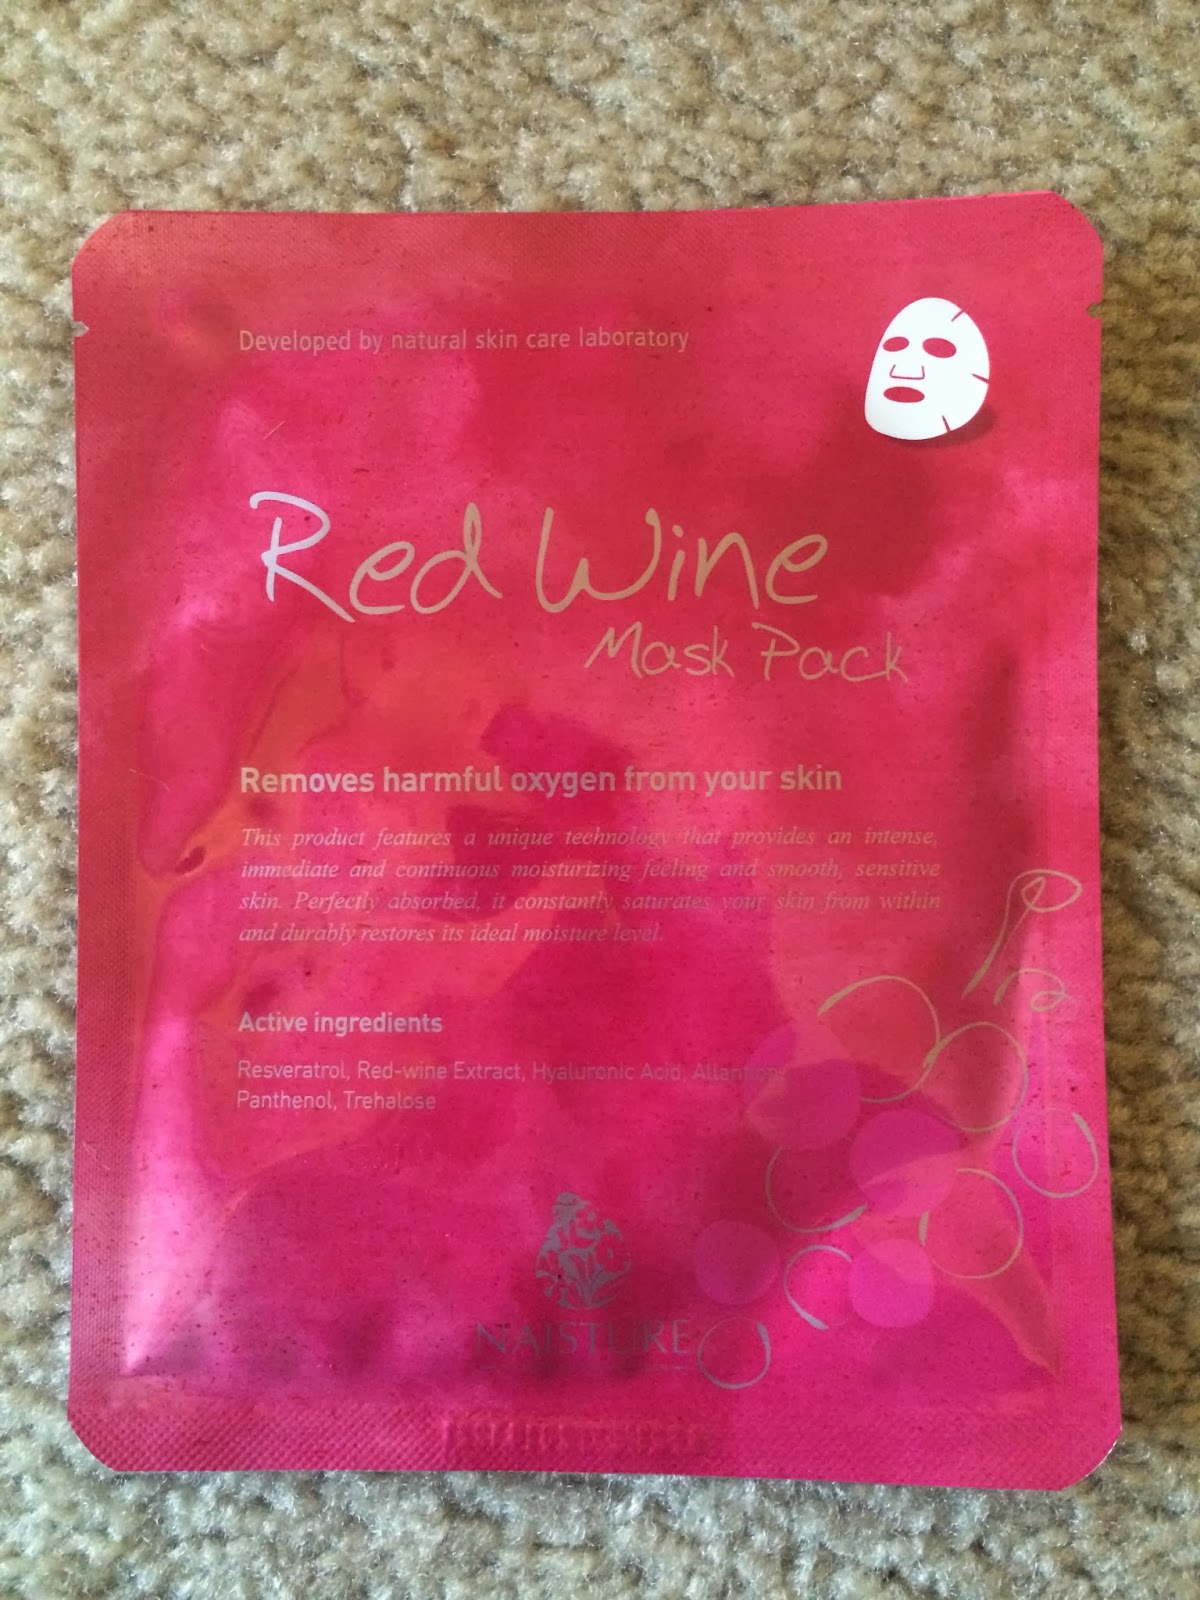 Developed by natural skin care laboratory
Red Wine
Mask Pack
Removes harmful oxygen from your skin
This product features a unique technology that provides an intense,
immediate and continuous moisturizing feeling and smooth, sensitive
skin. Perfectly absorbed, it constantly saturates your skin from within
and durably restores its ideal moisture level.
Active ingredients
Resveratrol, Red-wine Extract, Hyaluronic Acid, Allantoin,
Panthenol, Trehalose
NAISTURE